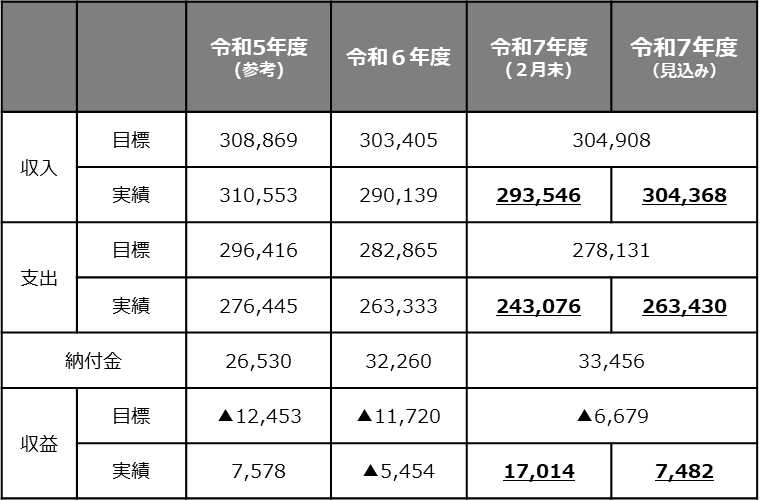 令和5年度 令和６年度 令和7年度 令和7年度
(参考) (２月末) (見込み)
収入 目標 308,869 303,405 304,908
実績 310,553 290,139 293,546 304,368
支出 目標 296,416 282,865 278,131
実績 276,445 263,333 243,076 263,430
納付金 26,530 32,260 33,456
収益 目標 ▲12,453 ▲11,720 ▲6,679
実績 7,578 ▲5,454 17,014 7,482